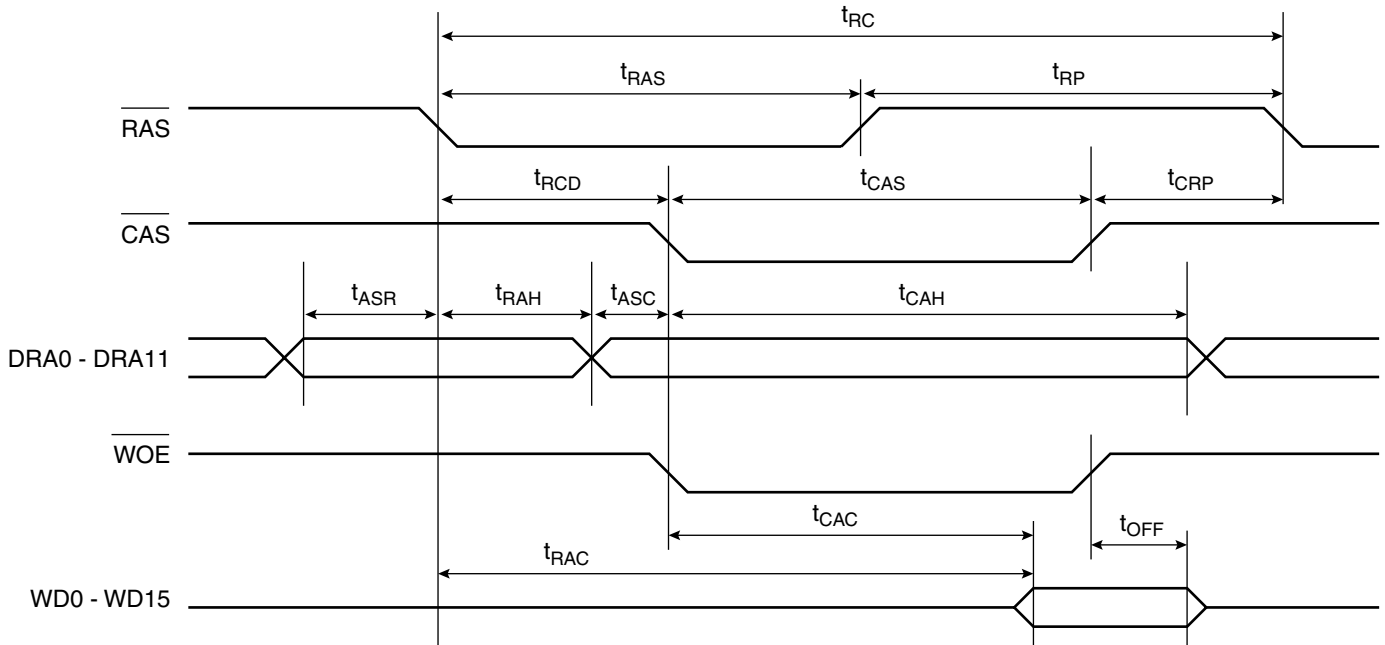 tRC
tRAS tRP
RAS
tRCD tCAS tCRP
CAS
tASR tRAH tASC tCAH
DRA0 - DRA11
WOE
tCAC tOFF
tRAC
WD0 - WD15